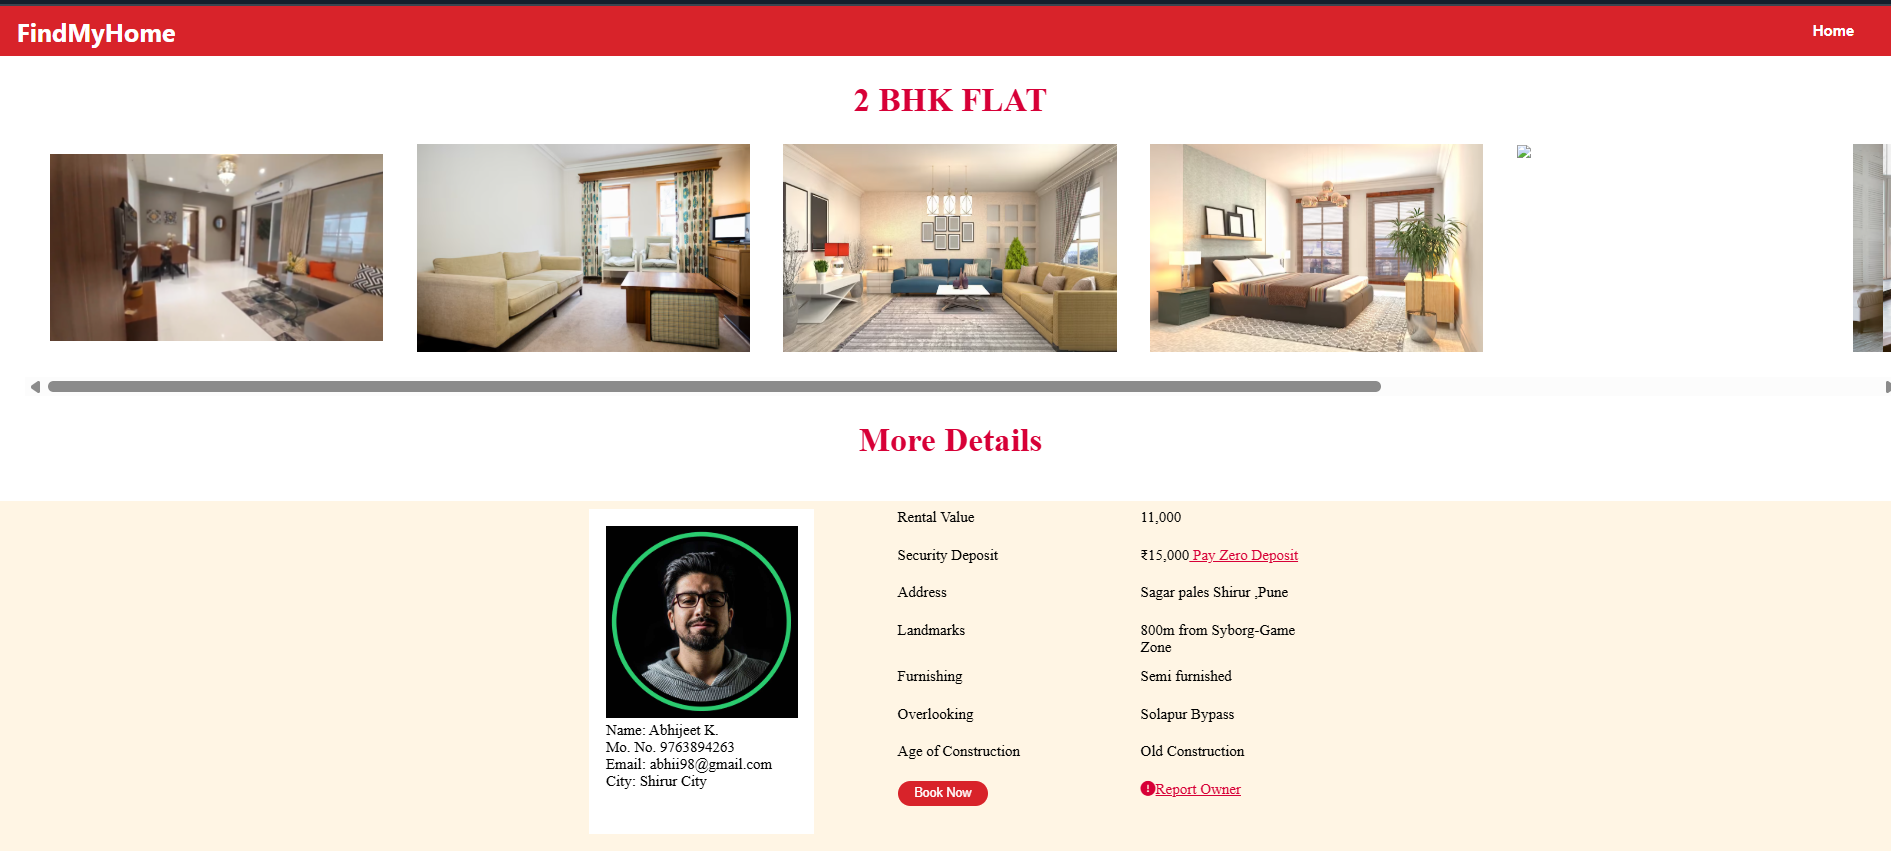 FindMyHome
Home
2 BHK FLAT
More Details
Name: Abhijeet K.
Mo. No. 9763894263
Email: abhii98@gmail.com
City: Shirur City
Rental Value 11,000
Security Deposit ₹15,000 Pay Zero Deposit
Address Sagar pales Shirur ,Pune
Landmarks 800m from Syborg-Game
Zone
Furnishing Semi furnished
Overlooking Solapur Bypass
Age of Construction Old Construction
Book Now Report Owner